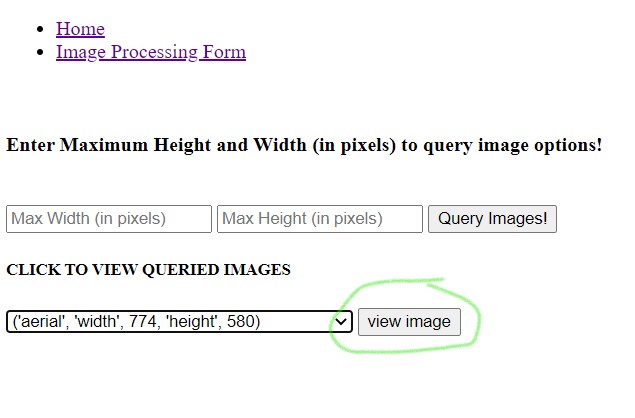 Home
Image Processing Form
Enter Maximum Height and Width (in pixels) to query image options!
Max Width (in pixels) Max Height (in pixels) Query Images!
CLICK TO VIEW QUERIED IMAGES
('aerial', 'width', 774, 'height', 580) view image